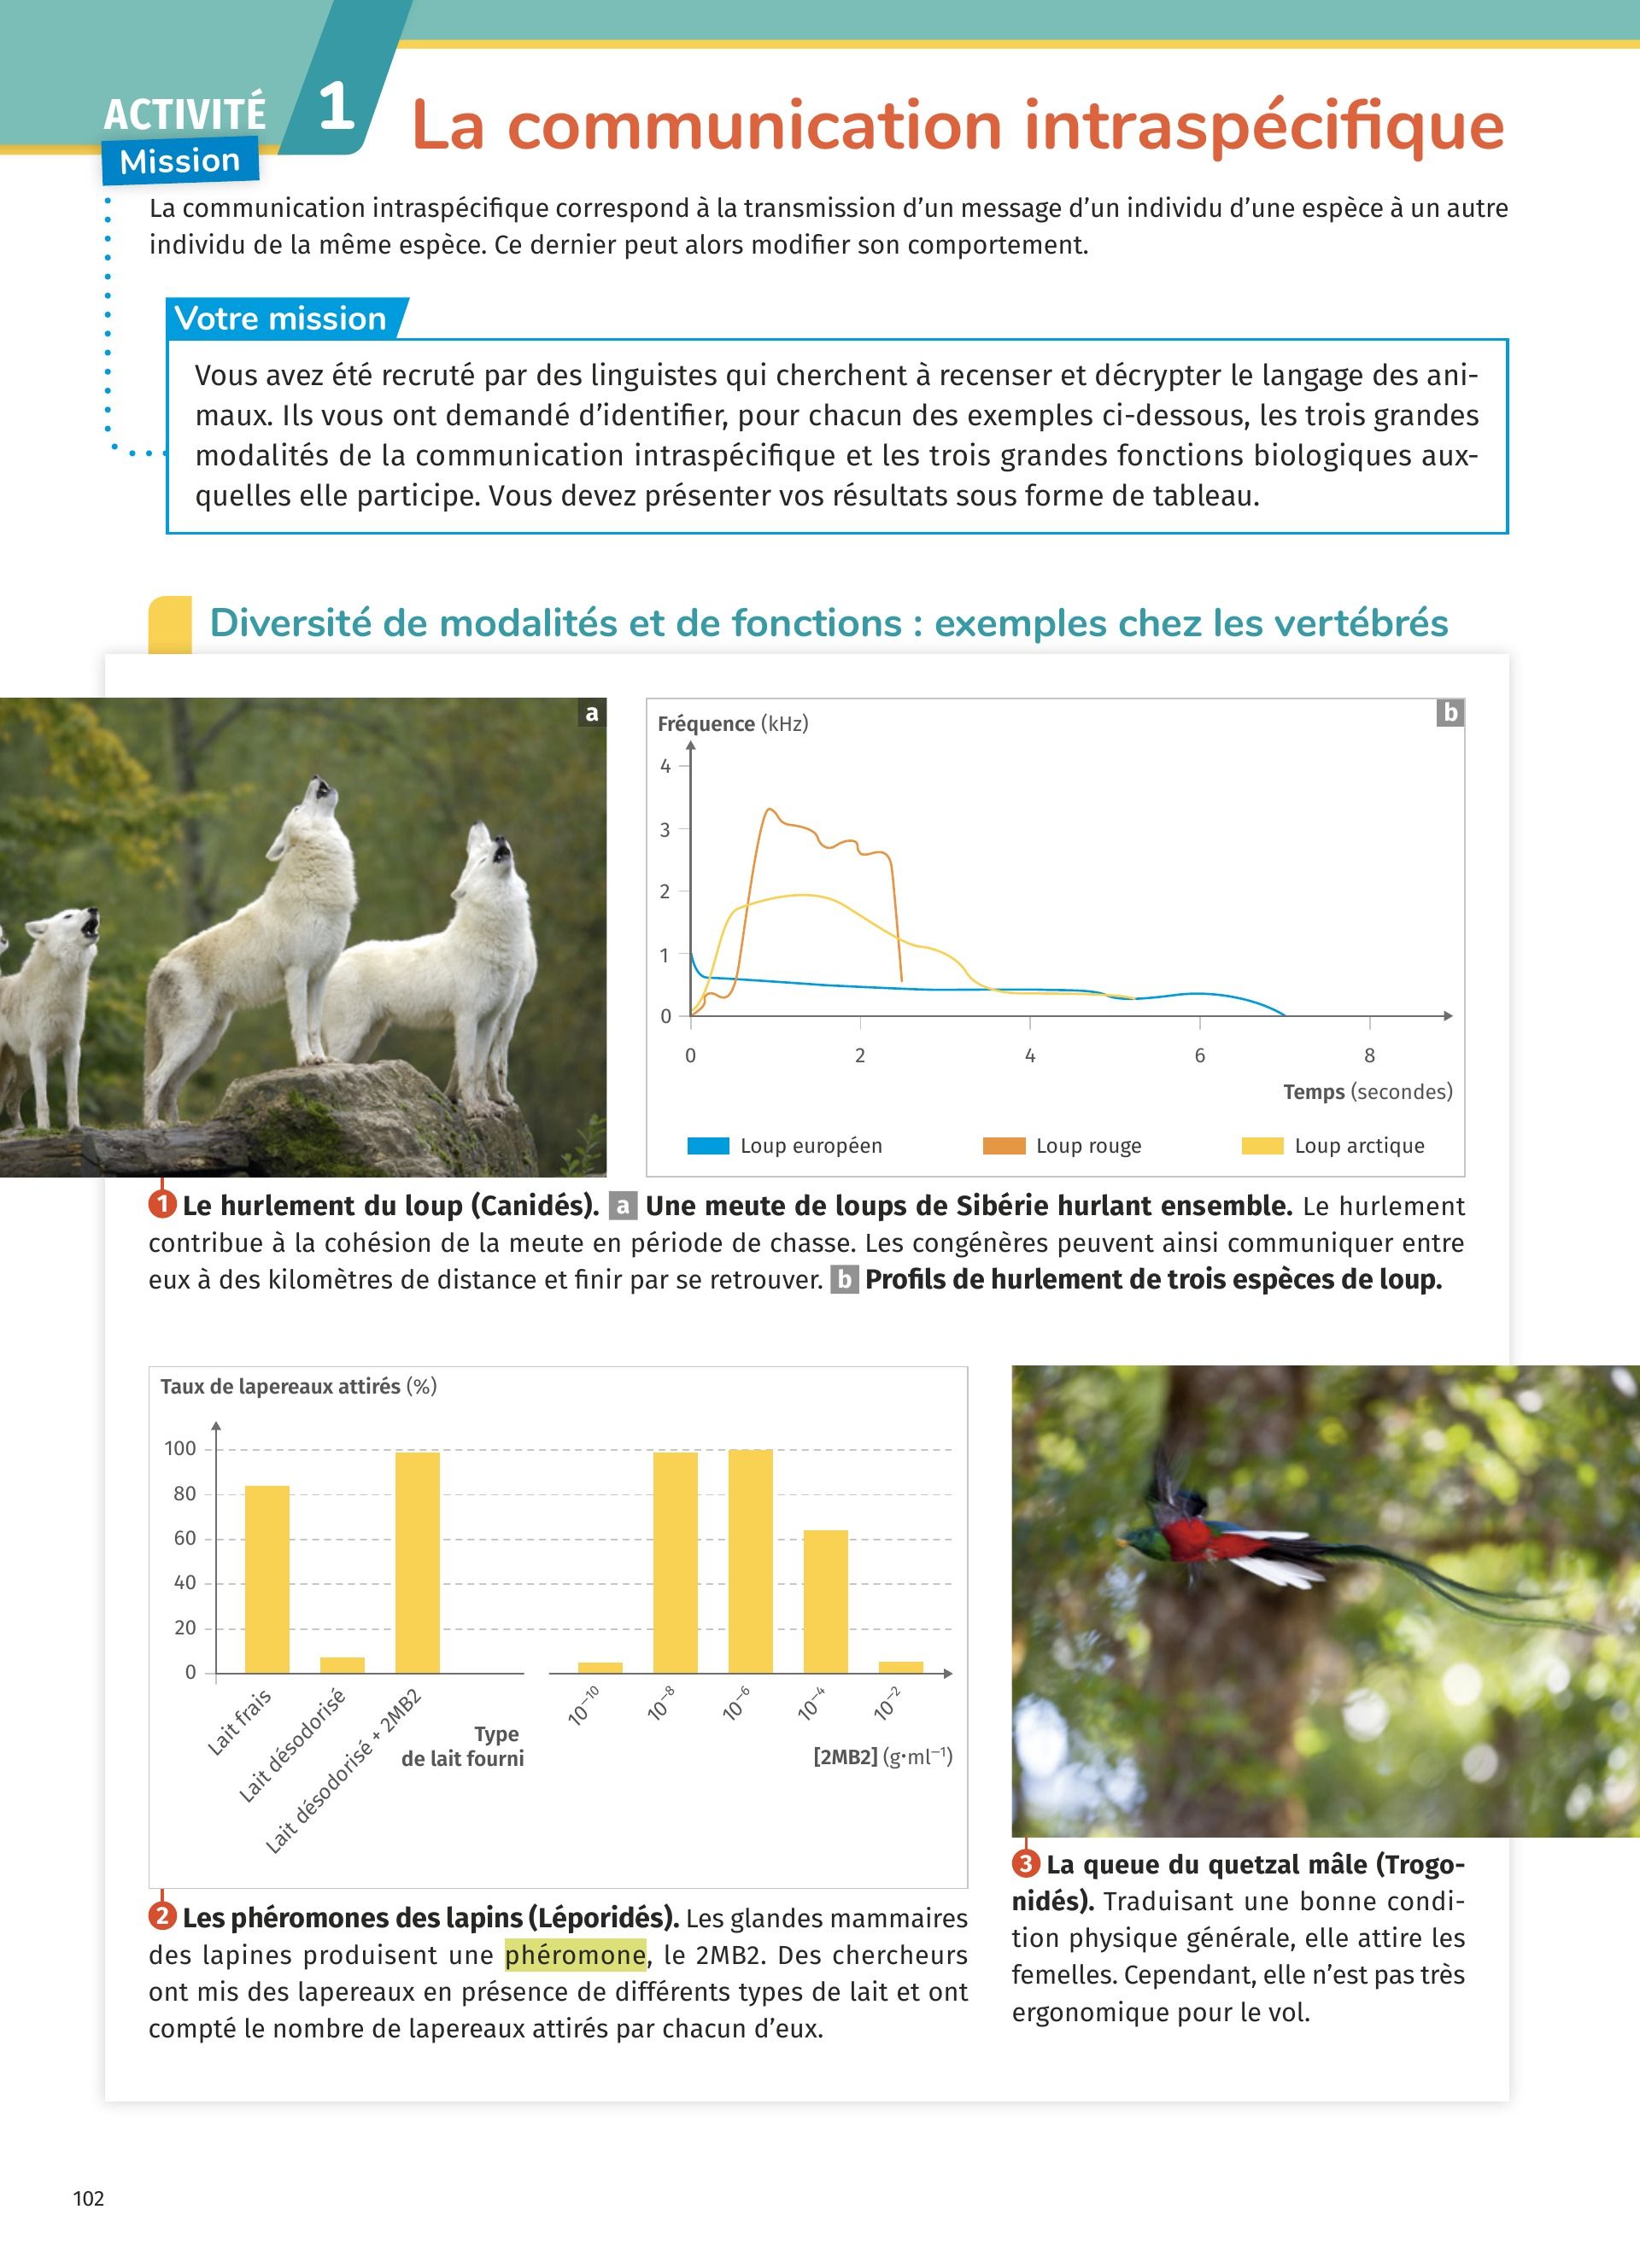 ACTIVITÉ 1 La communication intraspécifique
Mission
La communication intraspécifique correspond à la transmission d’un message d’un individu d’une espèce à un autre
individu de la même espèce. Ce dernier peut alors modifier son comportement.
Votre mission
Vous avez été recruté par des linguistes qui cherchent à recenser et décrypter le langage des ani-
maux. Ils vous ont demandé d’identifier, pour chacun des exemples ci-dessous, les trois grandes
modalités de la communication intraspécifique et les trois grandes fonctions biologiques aux-
quelles elle participe. Vous devez présenter vos résultats sous forme de tableau.
Diversité de modalités et de fonctions : exemples chez les vertébrés
a
b
Fréquence (kHz)
4
3
2
1
0
0 2 4 6 8
Temps (secondes)
Loup européen Loup rouge Loup arctique
1 Le hurlement du loup (Canidés). a Une meute de loups de Sibérie hurlant ensemble. Le hurlement
contribue à la cohésion de la meute en période de chasse. Les congénères peuvent ainsi communiquer entre
eux à des kilomètres de distance et finir par se retrouver. b Profils de hurlement de trois espèces de loup.
Taux de lapereaux attirés (%)
100
80
60
40
20
0
Lait frais
Lait désodorisé
Lait désodorisé + 2MB2
Type
de lait fourni
10⁻¹⁰
10⁻⁸
10⁻⁶
10⁻⁴
10⁻²
[2MB2] (g·ml⁻¹)
2 Les phéromones des lapins (Léporidés). Les glandes mammaires
des lapines produisent une phéromone, le 2MB2. Des chercheurs
ont mis des lapereaux en présence de différents types de lait et ont
compté le nombre de lapereaux attirés par chacun d’eux.
3 La queue du quetzal mâle (Trogo-
nidés). Traduisant une bonne condi-
tion physique générale, elle attire les
femelles. Cependant, elle n’est pas très
ergonomique pour le vol.
102